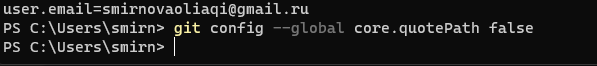 user.email=smirnovaoliaqi@gmail.ru
PS C:\Users\smirn> git config --global core.quotePath false
PS C:\Users\smirn>